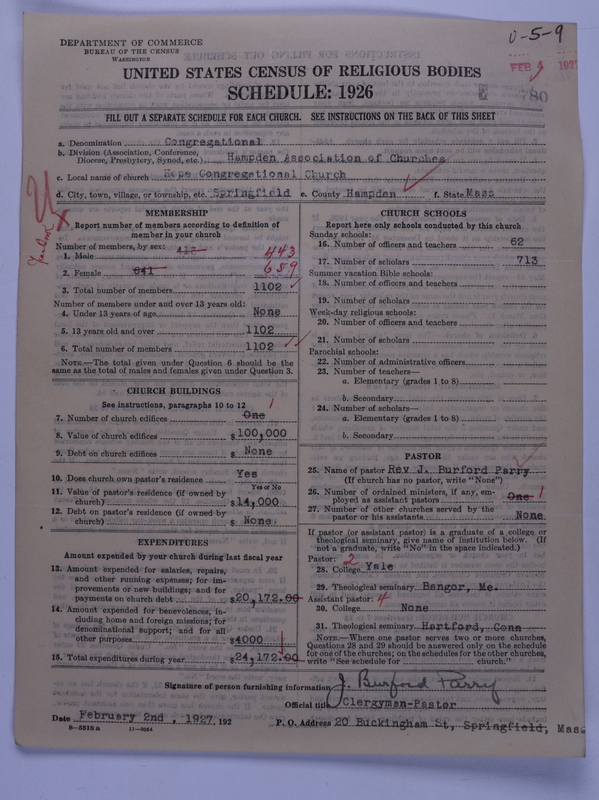 U-5-9
DEPARTMENT OF COMMERCE
BUREAU OF THE CENSUS
WASHINGTON
FEB 192
UNITED STATES CENSUS OF RELIGIOUS BODIES
SCHEDULE: 1926
E 780
FILL OUT A SEPARATE SCHEDULE FOR EACH CHURCH. SEE INSTRUCTIONS ON THE BACK OF THIS SHEET
a. Denomination Congregational
b. Division (Association, Conference, Diocese, Presbytery, Synod, etc.) Hampden Association of Churches
c. Local name of church Hope Congregational Church
d. City, town, village, or township, etc. Springfield e. County Hampden f. State Mass
Yearbook
MEMBERSHIP
Report number of members according to definition of
member in your church
Number of members, by sex:
1. Male 443
2. Female 641 659
3. Total number of members 1102
Number of members under and over 13 years old:
4. Under 13 years of age None
5. 13 years old and over 1102
6. Total number of members 1102
NOTE.—The total given under Question 6 should be the
same as the total of males and females given under Question 3.
CHURCH BUILDINGS
See instructions, paragraphs 10 to 12
7. Number of church edifices One 1
8. Value of church edifices $100,000
9. Debt on church edifices $ None
10. Does church own pastor's residence Yes
Yes or No
11. Value of pastor's residence (if owned by
church) $14,000
12. Debt on pastor's residence (if owned by
church) $ None
EXPENDITURES
Amount expended by your church during last fiscal year
13. Amount expended for salaries, repairs,
and other running expenses; for im-
provements or new buildings; and for
payments on church debt $20,172.00
14. Amount expended for benevolences, in-
cluding home and foreign missions; for
denominational support; and for all
other purposes $4000
15. Total expenditures during year $24,172.00
CHURCH SCHOOLS
Report here only schools conducted by this church
Sunday schools:
16. Number of officers and teachers 62
17. Number of scholars 713
Summer vacation Bible schools:
18. Number of officers and teachers
19. Number of scholars
Week-day religious schools:
20. Number of officers and teachers
21. Number of scholars
Parochial schools:
22. Number of administrative officers
23. Number of teachers—
a. Elementary (grades 1 to 8)
b. Secondary
24. Number of scholars—
a. Elementary (grades 1 to 8)
b. Secondary
PASTOR
25. Name of pastor Rev J. Burford Parry
(If church has no pastor, write "None")
26. Number of ordained ministers, if any, em-
ployed as assistant pastors One 1
27. Number of other churches served by the
pastor or his assistants None
If pastor (or assistant pastor) is a graduate of a college or
theological seminary, give name of institution below. (If
not a graduate, write "No" in the space indicated.)
Pastor: 2
28. College Yale
29. Theological seminary Bangor, Me.
Assistant pastor: 4
30. College None
31. Theological seminary Hartford, Conn
NOTE.—Where one pastor serves two or more churches,
Questions 28 and 29 should be answered only on the schedule
for one of the churches; on the schedules for the other churches,
write "See schedule for church."
Signature of person furnishing information J. Burford Parry
Official title Clergyman-Pastor
Date February 2nd, 1927, 192 P. O. Address 20 Buckingham St, Springfield, Mass
8-5518a 11-9054